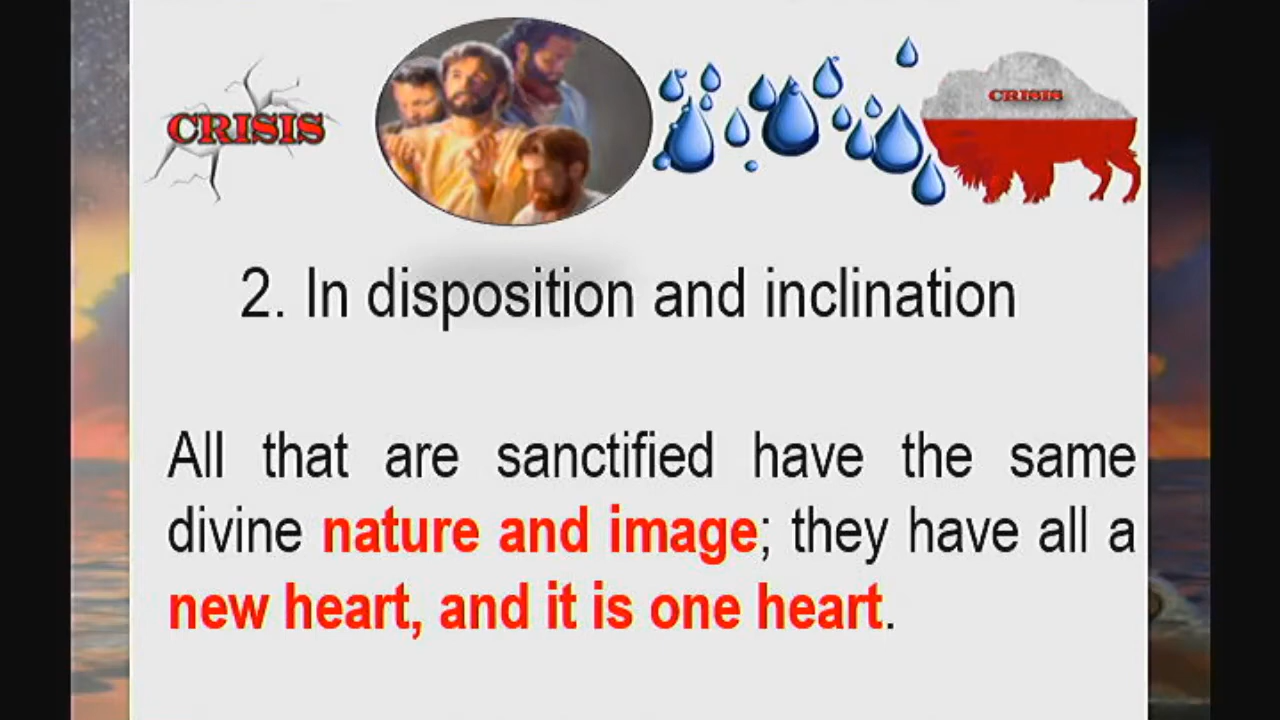 CRISIS
CRISIS
2. In disposition and inclination
All that are sanctified have the same
divine nature and image; they have all a
new heart, and it is one heart.